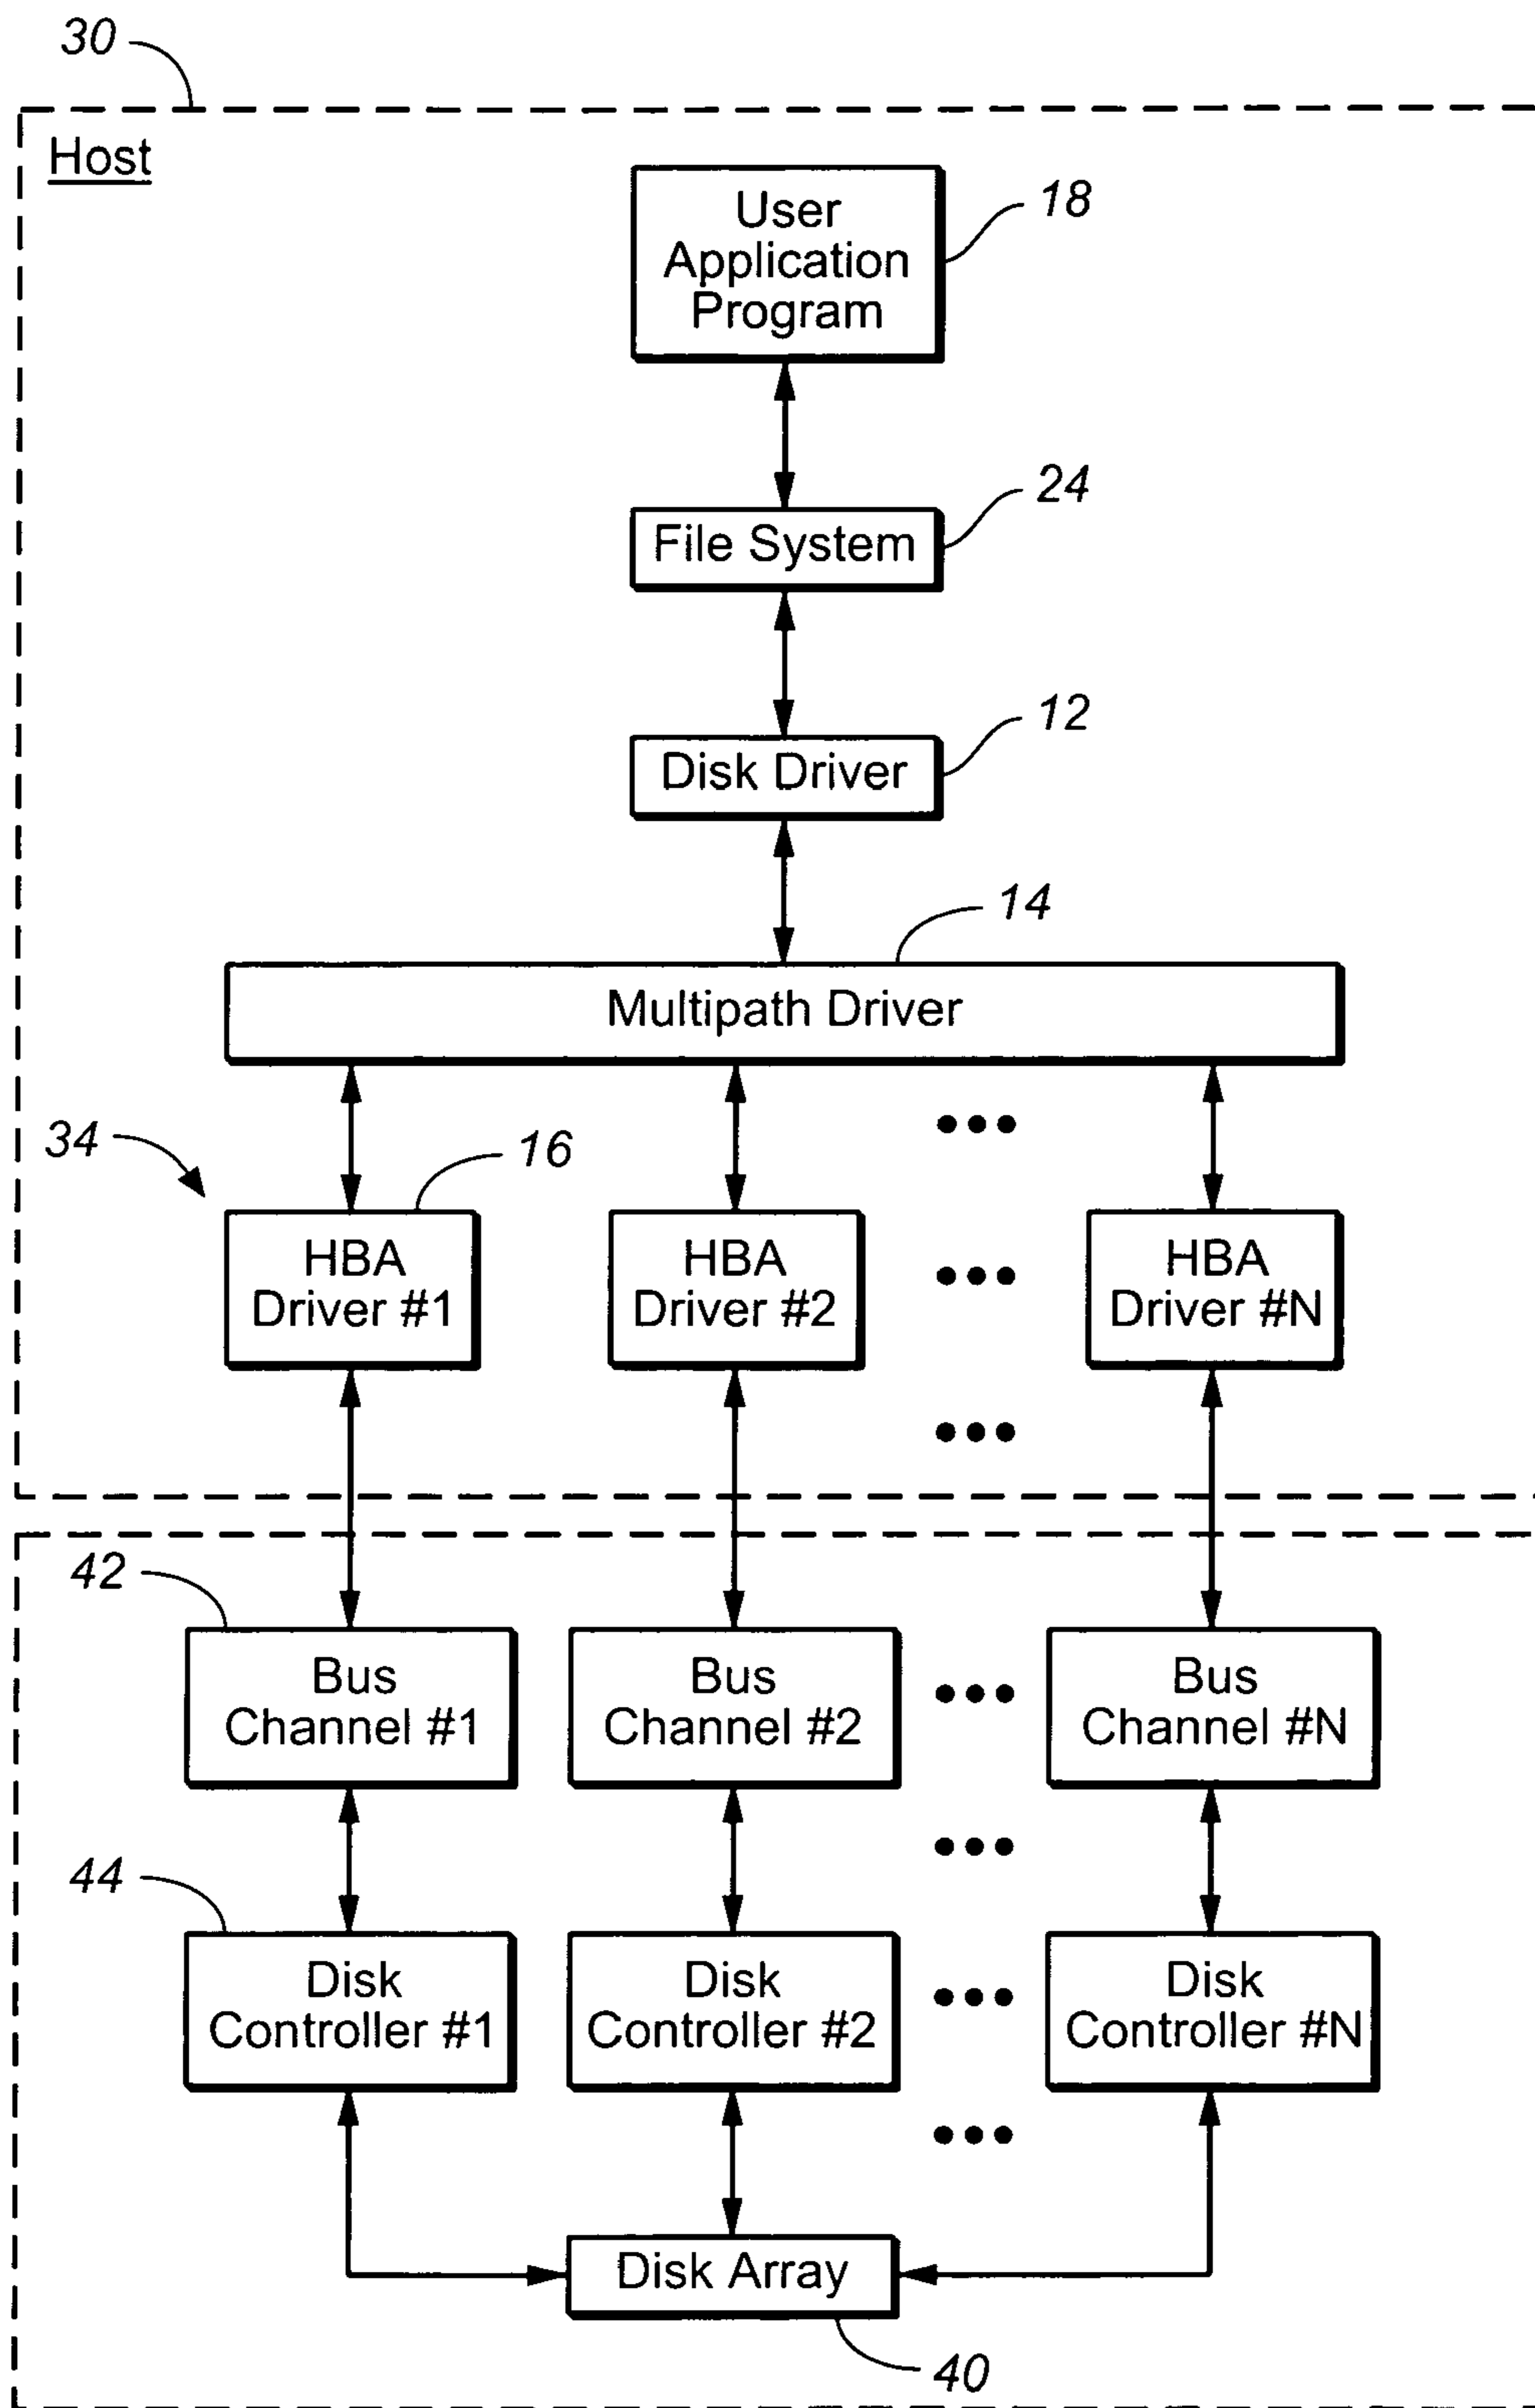 30
Host
User
Application
Program
18
File System
24
Disk Driver
12
14
Multipath Driver
34
16
HBA
Driver #1
HBA
Driver #2
HBA
Driver #N
42
Bus
Channel #1
Bus
Channel #2
Bus
Channel #N
44
Disk
Controller #1
Disk
Controller #2
Disk
Controller #N
Disk Array
40